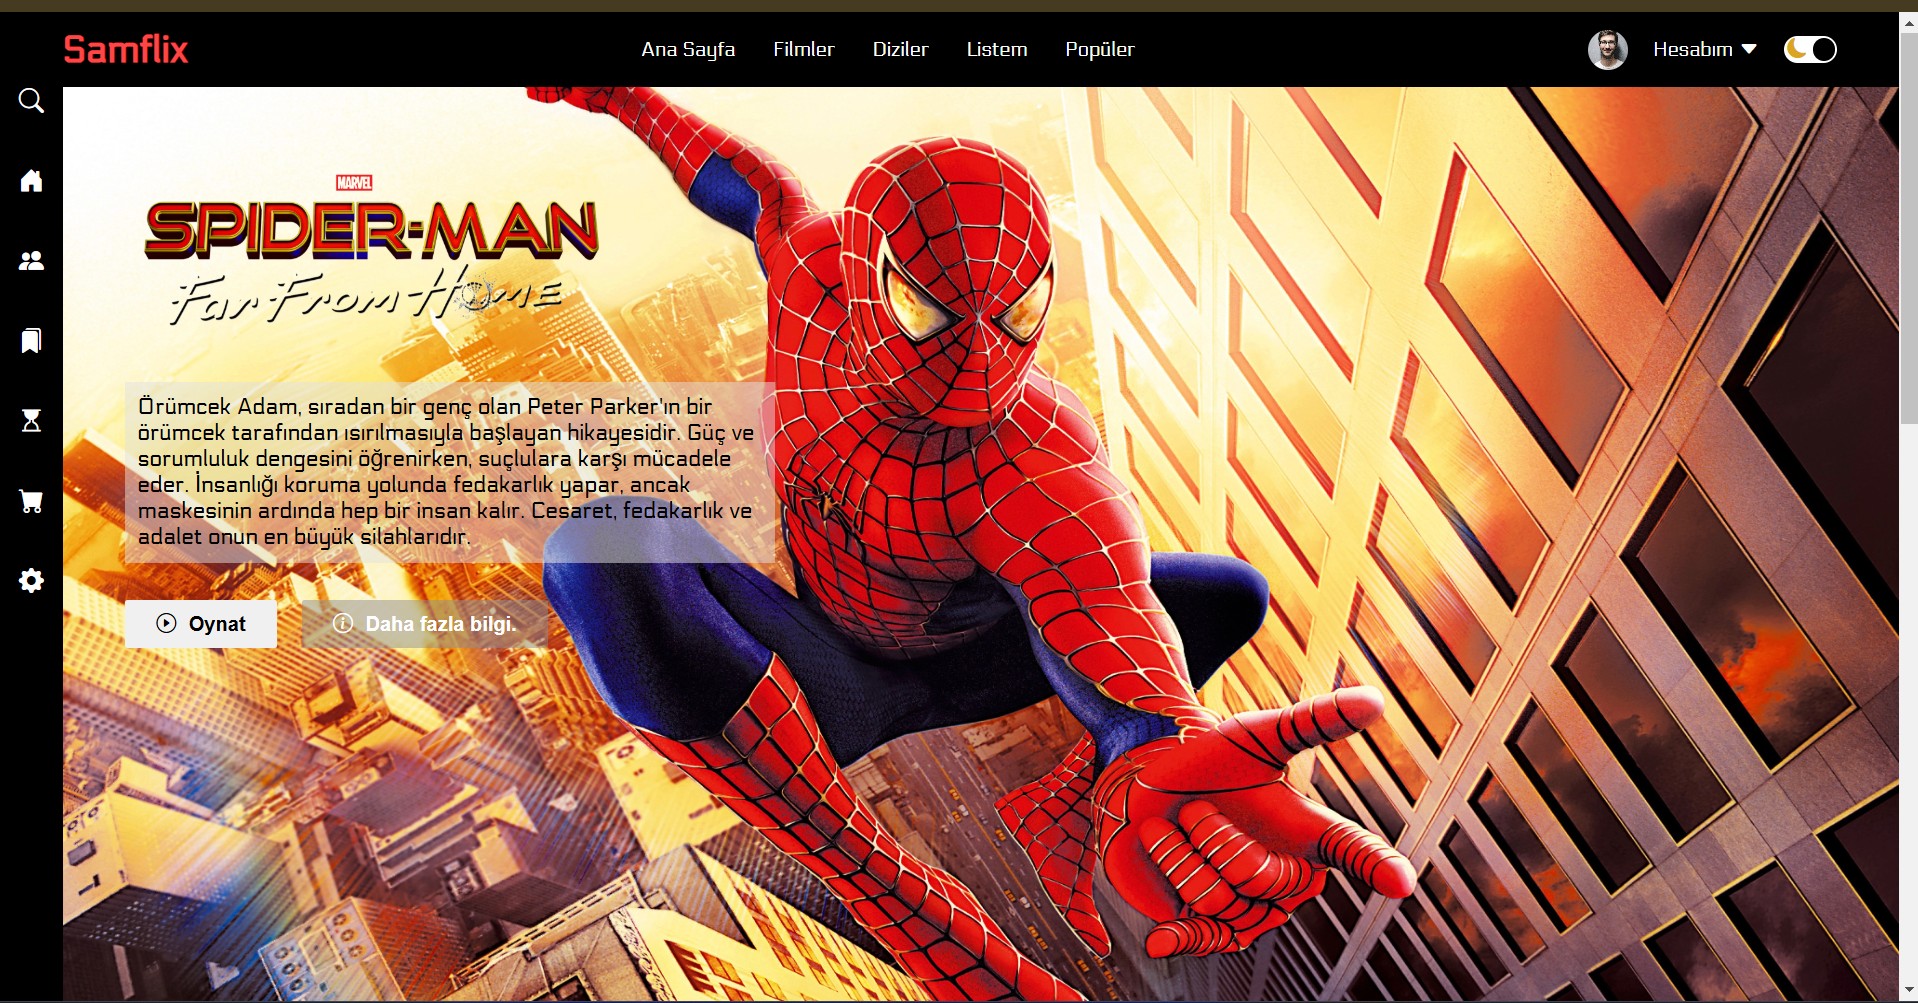 Samflix
Ana Sayfa
Filmler
Diziler
Listem
Popüler
Hesabım
MARVEL
SPIDER-MAN
Far From Home
Örümcek Adam, sıradan bir genç olan Peter Parker'ın bir
örümcek tarafından ısırılmasıyla başlayan hikayesidir. Güç ve
sorumluluk dengesini öğrenirken, suçlulara karşı mücadele
eder. İnsanlığı koruma yolunda fedakarlık yapar, ancak
maskesinin ardında hep bir insan kalır. Cesaret, fedakarlık ve
adalet onun en büyük silahlarıdır.
Oynat
Daha fazla bilgi.